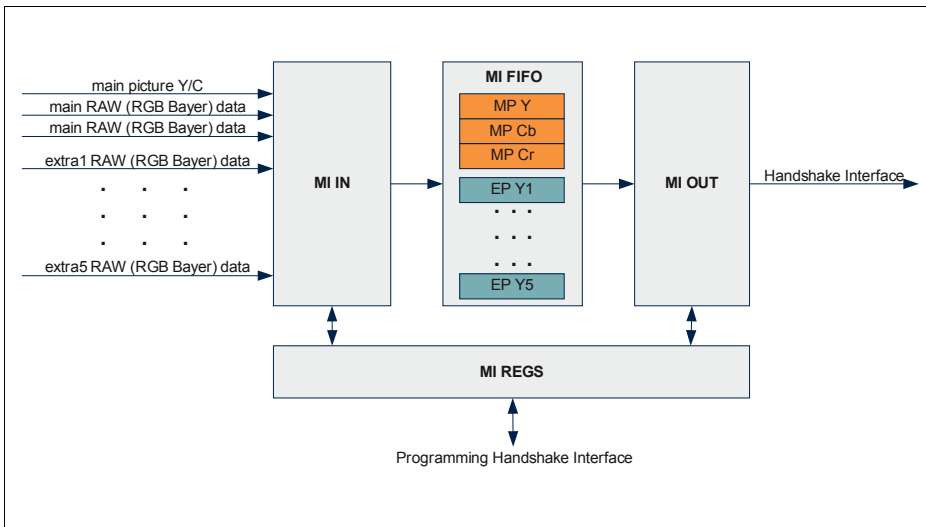 main picture Y/C
main RAW (RGB Bayer) data
main RAW (RGB Bayer) data
extra1 RAW (RGB Bayer) data
. . .
. . .
. . .
extra5 RAW (RGB Bayer) data
MI IN
MI FIFO
MP Y
MP Cb
MP Cr
EP Y1
. . .
. . .
. . .
EP Y5
MI OUT
Handshake Interface
MI REGS
Programming Handshake Interface